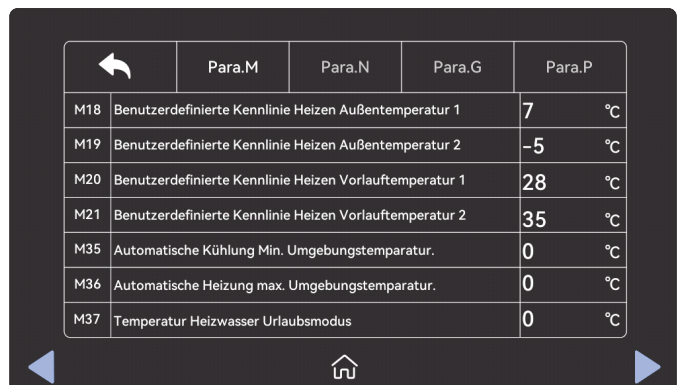 Para.M Para.N Para.G Para.P
M18 Benutzerdefinierte Kennlinie Heizen Außentemperatur 1 7 °C
M19 Benutzerdefinierte Kennlinie Heizen Außentemperatur 2 -5 °C
M20 Benutzerdefinierte Kennlinie Heizen Vorlauftemperatur 1 28 °C
M21 Benutzerdefinierte Kennlinie Heizen Vorlauftemperatur 2 35 °C
M35 Automatische Kühlung Min. Umgebungstemparatur. 0 °C
M36 Automatische Heizung max. Umgebungstemparatur. 0 °C
M37 Temperatur Heizwasser Urlaubsmodus 0 °C